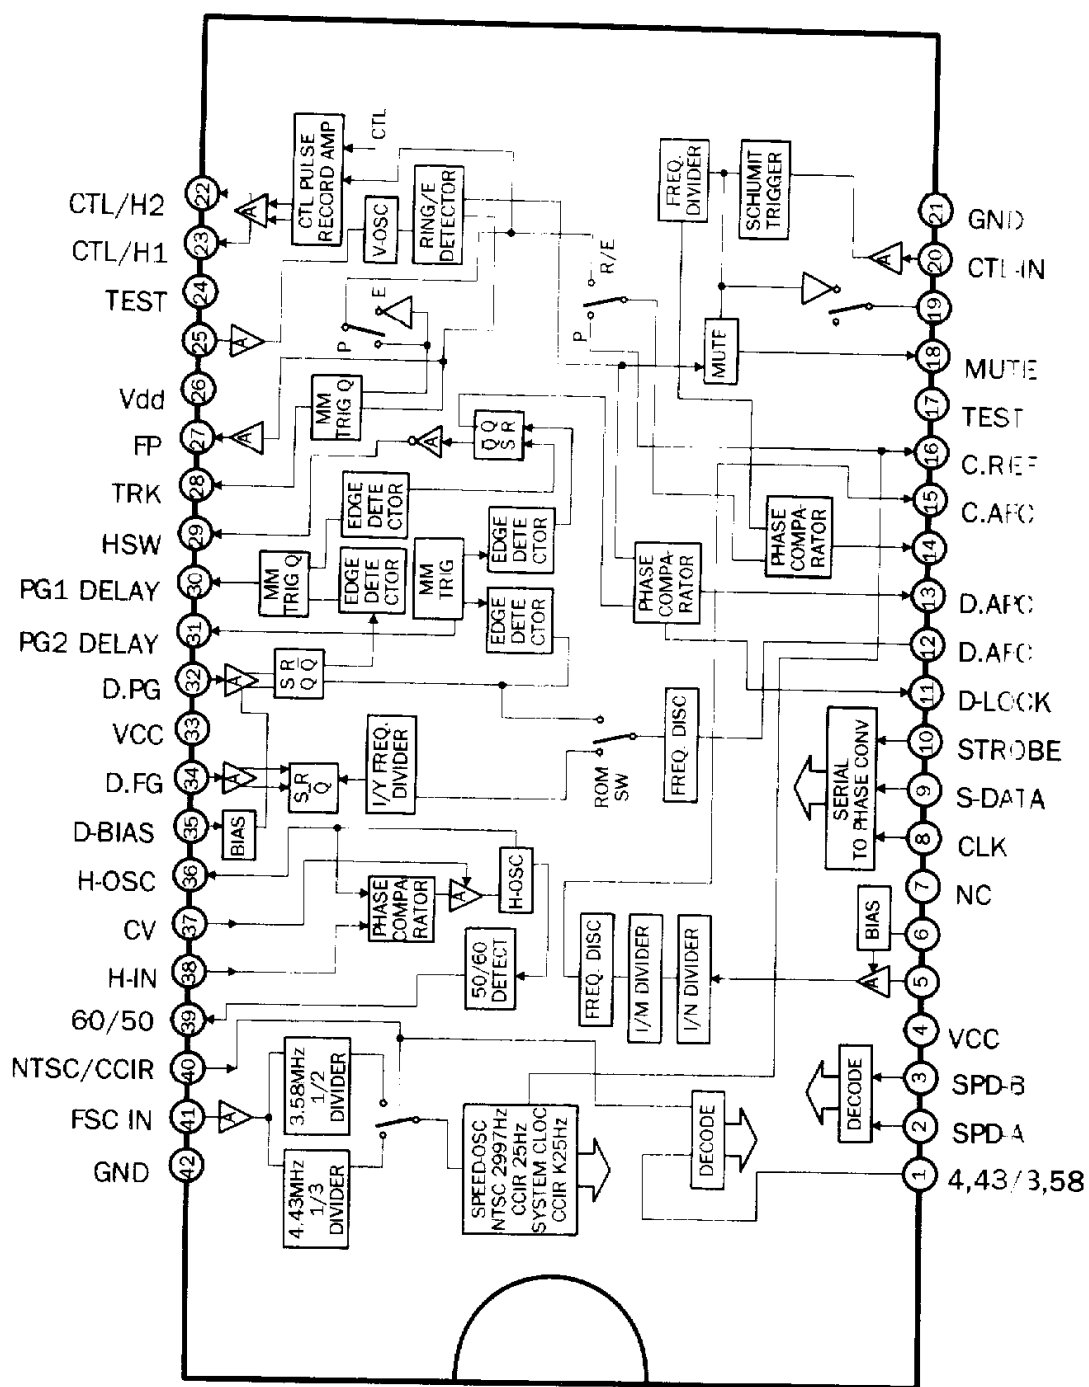 CTL/H2
22
CTL/H1
23
TEST
24
25
Vdd
26
FP
27
TRK
28
HSW
29
PG1 DELAY
30
PG2 DELAY
31
D.PG
32
VCC
33
D.FG
34
D-BIAS
35
H-OSC
36
CV
37
H-IN
38
60/50
39
NTSC/CCIR
40
FSC IN
41
GND
42
A
CTL PULSE
RECORD AMP
CTL
V-OSC
RING/E
DETECTOR
A
P
E
R/E
P
FREQ.
DIVIDER
SCHUMIT
TRIGGER
A
MUTE
A
MM
TRIG Q
A
Q Q
S R
EDGE
DETE
CTOR
MM
TRIG Q
EDGE
DETE
CTOR
MM
TRIG
EDGE
DETE
CTOR
EDGE
DETE
CTOR
PHASE
COMPA-
RATOR
PHASE
COMPA-
RATOR
A
S R
Q Q
A
S R
Q
I/Y FREQ.
DIVIDER
ROM
SW
FREQ. DISC
SERIAL
TO PHASE CONV
BIAS
PHASE
COMPA-
RATOR
A
H-OSC
50/60
DETECT
FREQ. DISC
I/M DIVIDER
I/N DIVIDER
BIAS
A
A
3.58MHz
1/2
DIVIDER
4.43MHz
1/3
DIVIDER
SPEED-OSC
NTSC 2997Hz
CCIR 25Hz
SYSTEM CLOC
CCIR K25Hz
DECODE
DECODE
21
GND
20
CTL-IN
19
18
MUTE
17
TEST
16
C.REF
15
C.AFC
14
13
D.APC
12
D.AFC
11
D-LOCK
10
STROBE
9
S-DATA
8
CLK
7
NC
6
5
4
VCC
3
SPD-B
2
SPD-A
1
4,43/3,58